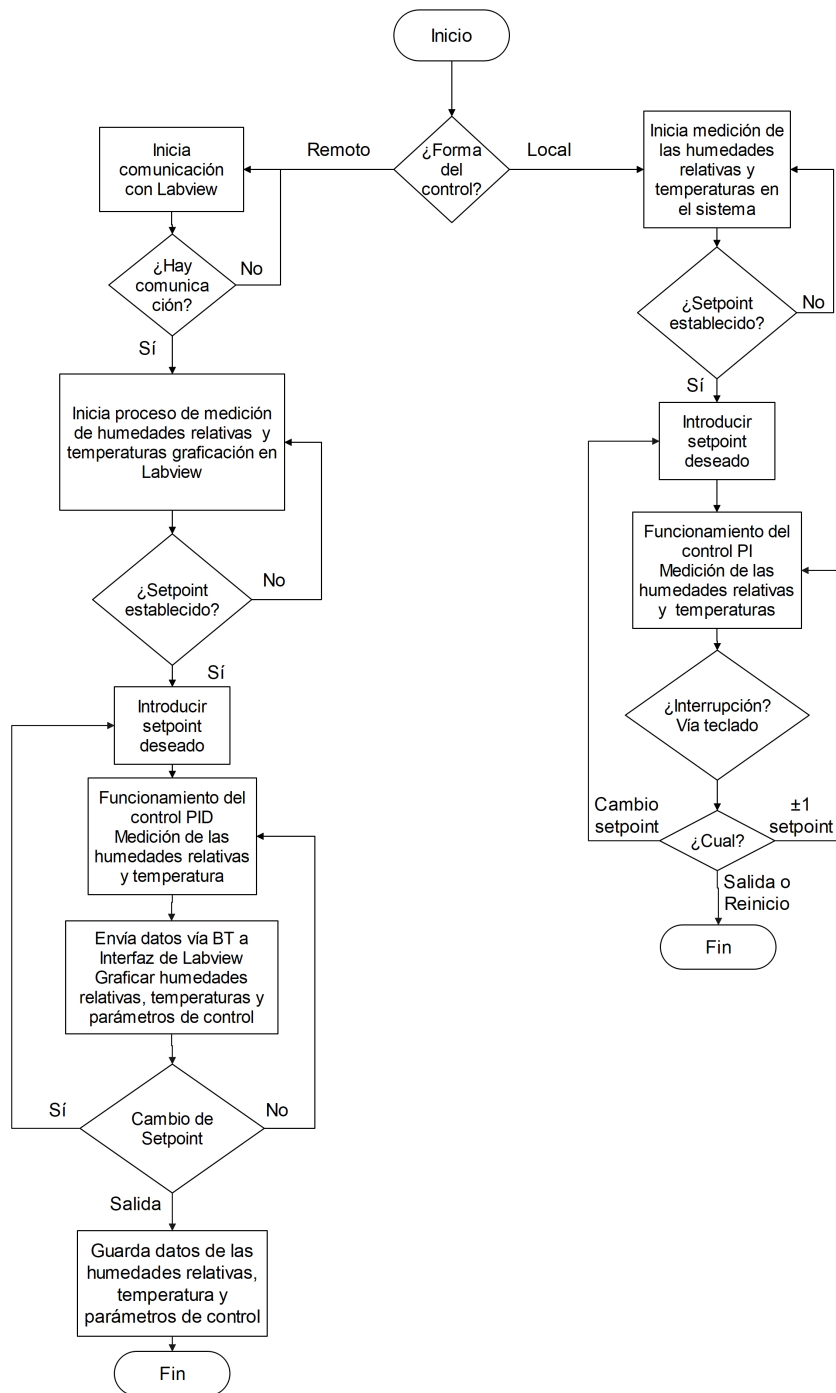 Inicio
¿Forma
del
control?
Remoto
Local
Inicia
comunicación
con Labview
¿Hay
comunica
ción?
No
Sí
Inicia proceso de medición
de humedades relativas y
temperaturas graficación en
Labview
¿Setpoint
establecido?
No
Sí
Introducir
setpoint
deseado
Funcionamiento del
control PID
Medición de las
humedades relativas
y temperatura
Envía datos vía BT a
Interfaz de Labview
Graficar humedades
relativas, temperaturas y
parámetros de control
Cambio de
Setpoint
Sí
No
Salida
Guarda datos de las
humedades relativas,
temperatura y
parámetros de control
Fin
Inicia medición de
las humedades
relativas y
temperaturas en
el sistema
¿Setpoint
establecido?
No
Sí
Introducir
setpoint
deseado
Funcionamiento del
control PI
Medición de las
humedades relativas
y temperaturas
¿Interrupción?
Vía teclado
¿Cual?
Cambio
setpoint
±1
setpoint
Salida o
Reinicio
Fin